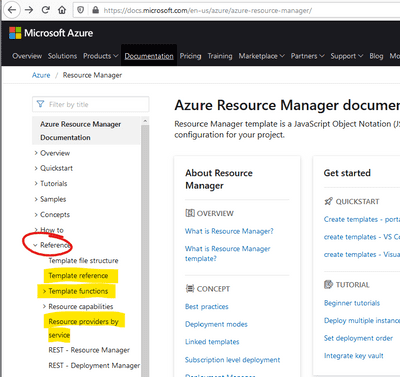 https://docs.microsoft.com/en-us/azure/azure-resource-manager/
Microsoft Azure
Overview Solutions Products Documentation Pricing Training Marketplace Partners Support Blog Mo
Azure / Resource Manager
Filter by title
Azure Resource Manager
Documentation
Overview
Quickstart
Tutorials
Samples
Concepts
How to
Reference
Template file structure
Template reference
Template functions
Resource capabilities
Resource providers by
service
REST - Resource Manager
REST - Deployment Manager
Azure Resource Manager documen
Resource Manager template is a JavaScript Object Notation (JS
configuration for your project.
About Resource
Manager
OVERVIEW
What is Resource Manager?
What is Resource Manager
template?
CONCEPT
Best practices
Deployment modes
Linked templates
Subscription level deployment
Get started
QUICKSTART
Create templates - porta
create templates - VS Co
Create templates - Visua
TUTORIAL
Beginner tutorials
Deploy multiple instance
Set deployment order
Integrate key vault